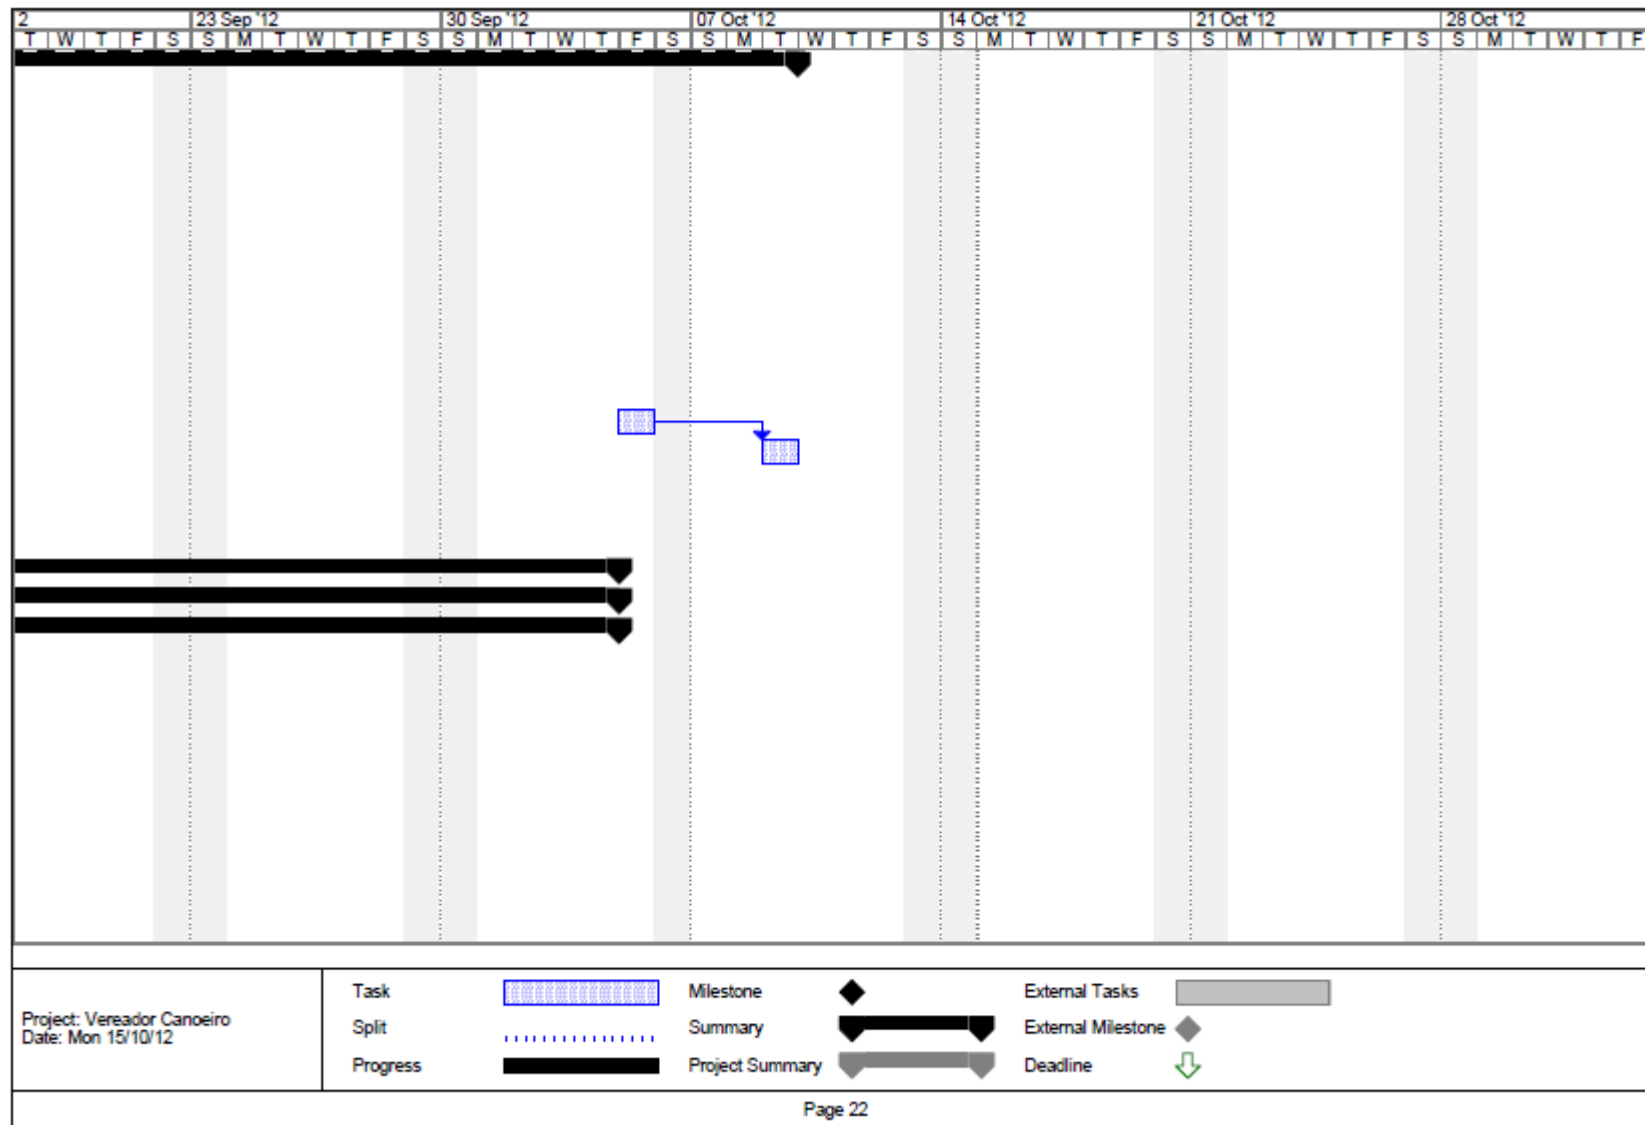 2 23 Sep '12 30 Sep '12 07 Oct '12 14 Oct '12 21 Oct '12 28 Oct '12
T W T F S S M T W T F S S M T W T F S S M T W T F S S M T W T F S S M T W T F S S M T W T F
Task Milestone External Tasks
Project: Vereador Canoeiro
Date: Mon 15/10/12
Split Summary External Milestone
Progress Project Summary Deadline
Page 22